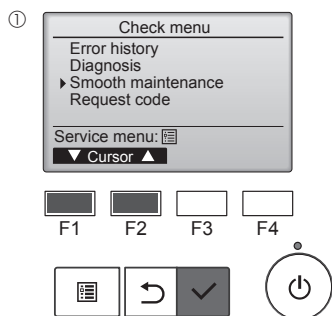 ①
Check menu
Error history
Diagnosis
Smooth maintenance
Request code
Service menu:
▼ Cursor ▲
F1 F2 F3 F4